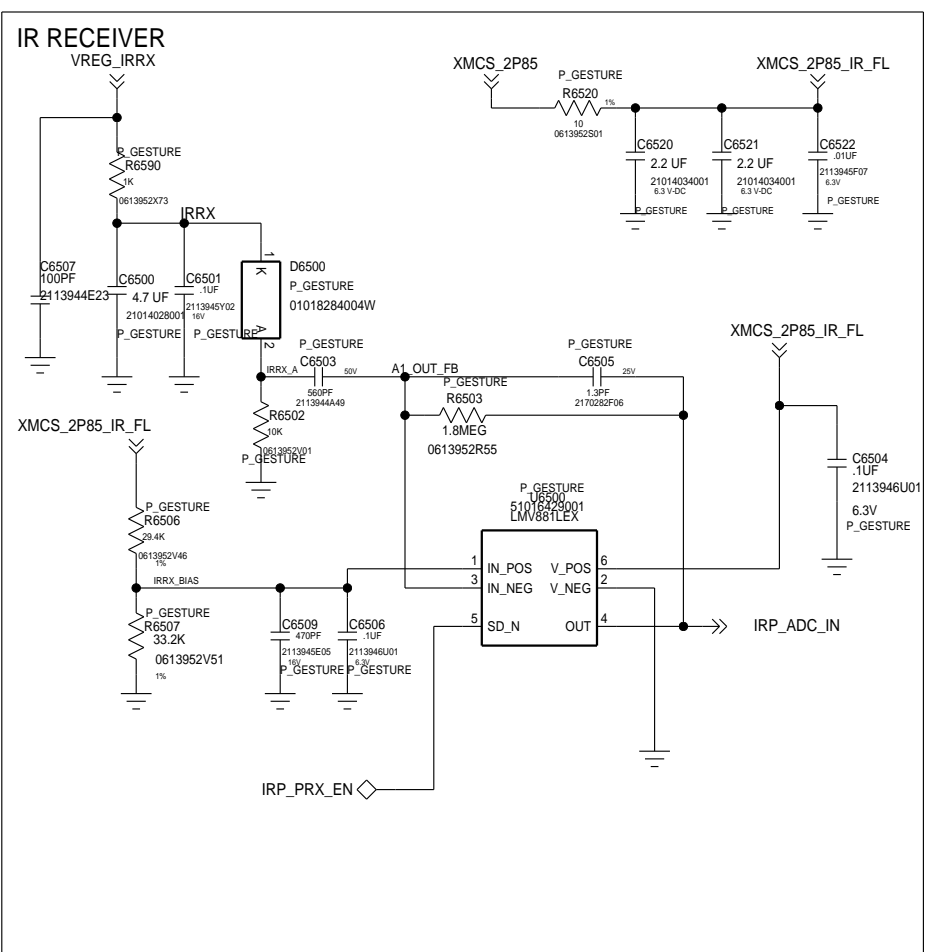 IR RECEIVER
VREG_IRRX
P_GESTURE
R6590
1K
0613952X73
IRRX
C6507
100PF
2113944E23
C6500
4.7 UF
21014028001
P_GESTURE
C6501
.1UF
2113945Y02
16V
P_GESTURE
1
K
A
2
D6500
P_GESTURE
01018284004W
XMCS_2P85
P_GESTURE
R6520
1%
10
0613952S01
XMCS_2P85_IR_FL
C6520
2.2 UF
21014034001
6.3 V-DC
P_GESTURE
C6521
2.2 UF
21014034001
6.3 V-DC
P_GESTURE
C6522
.01UF
2113945F07
6.3V
P_GESTURE
IRRX_A
P_GESTURE
C6503
50V
560PF
2113944A49
R6502
10K
0613952V01
P_GESTURE
A1_OUT_FB
P_GESTURE
R6503
1.8MEG
0613952R55
P_GESTURE
C6505
25V
1.3PF
2170282F06
XMCS_2P85_IR_FL
C6504
.1UF
2113946U01
6.3V
P_GESTURE
XMCS_2P85_IR_FL
P_GESTURE
R6506
29.4K
0613952V46
1%
IRRX_BIAS
P_GESTURE
R6507
33.2K
0613952V51
1%
C6509
470PF
2113945E05
16V
P_GESTURE
C6506
.1UF
2113946U01
6.3V
P_GESTURE
P_GESTURE
U6500
51016429001
LMV881LEX
1 IN_POS V_POS 6
3 IN_NEG V_NEG 2
5 SD_N OUT 4
IRP_ADC_IN
IRP_PRX_EN